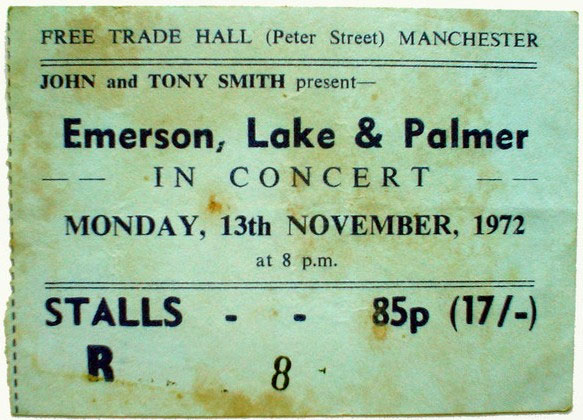 FREE TRADE HALL (Peter Street) MANCHESTER
JOHN and TONY SMITH present—
Emerson, Lake & Palmer
— — IN CONCERT — —
MONDAY, 13th NOVEMBER, 1972
at 8 p.m.
STALLS - - 85p (17/-)
R 8